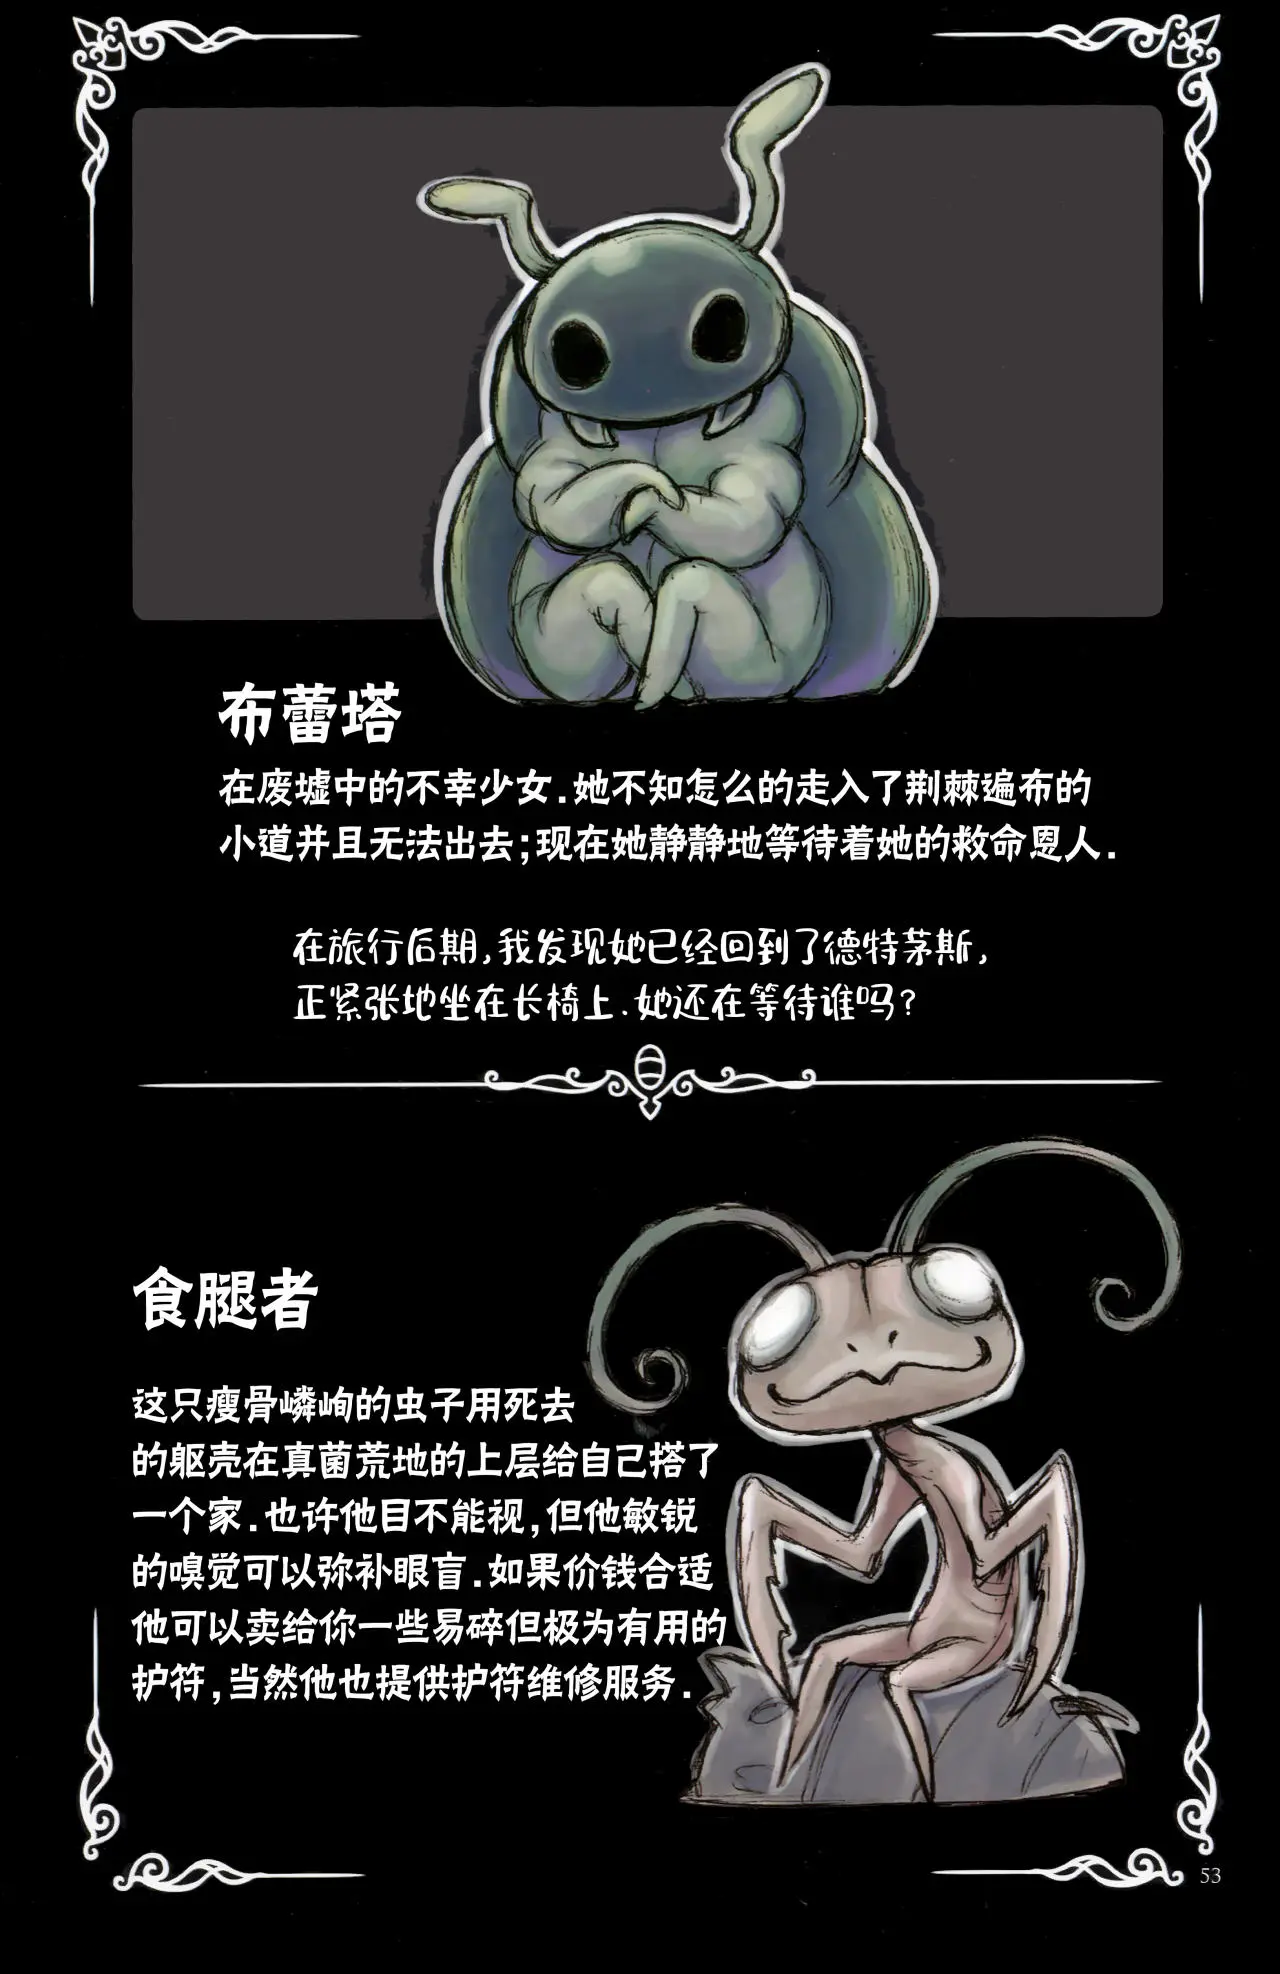 布蕾塔
在废墟中的不幸少女.她不知怎么的走入了荆棘遍布的
小道并且无法出去;现在她静静地等待着她的救命恩人.
在旅行后期,我发现她已经回到了德特茅斯,
正紧张地坐在长椅上.她还在等待谁吗?
食腿者
这只瘦骨嶙峋的虫子用死去
的躯壳在真菌荒地的上层给自己搭了
一个家.也许他目不能视,但他敏锐
的嗅觉可以弥补眼盲.如果价钱合适
他可以卖给你一些易碎但极为有用的
护符,当然他也提供护符维修服务.
53